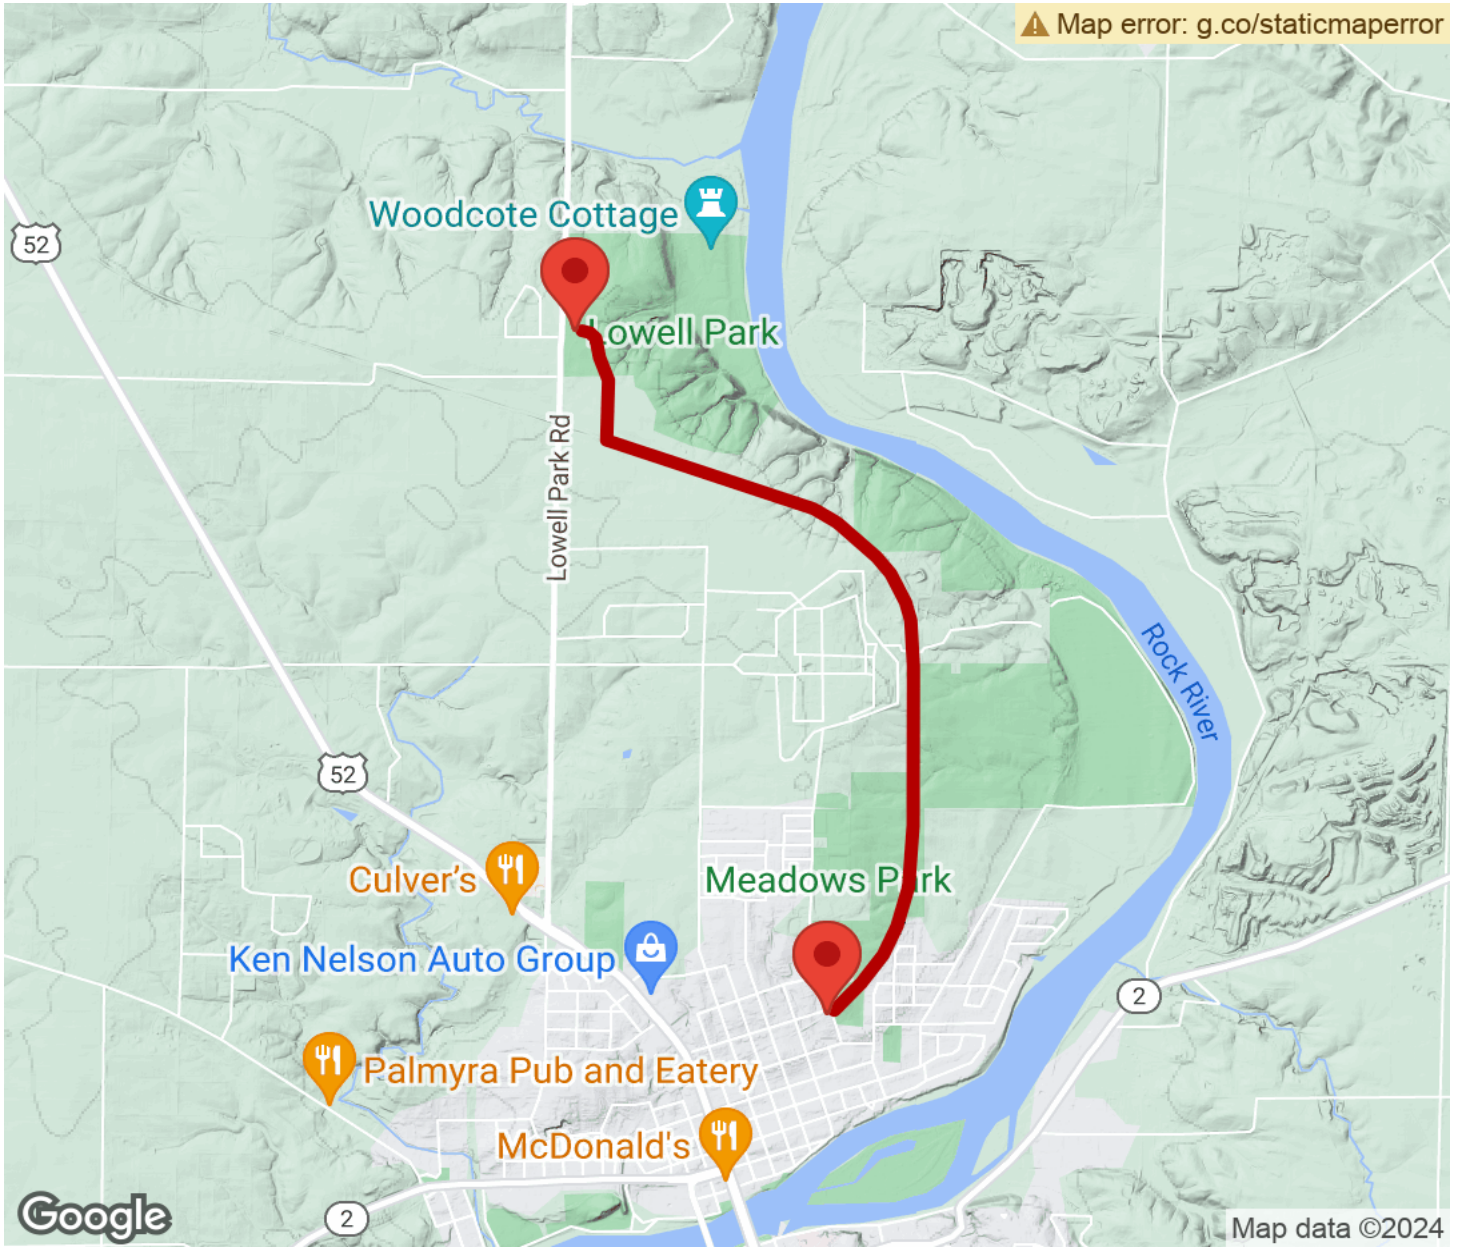 Map error: g.co/staticmaperror
Woodcote Cottage
52
Lowell Park
Lowell Park Rd
Rock River
52
Culver's
Meadows Park
Ken Nelson Auto Group
2
Palmyra Pub and Eatery
McDonald's
2
Google
Map data ©2024